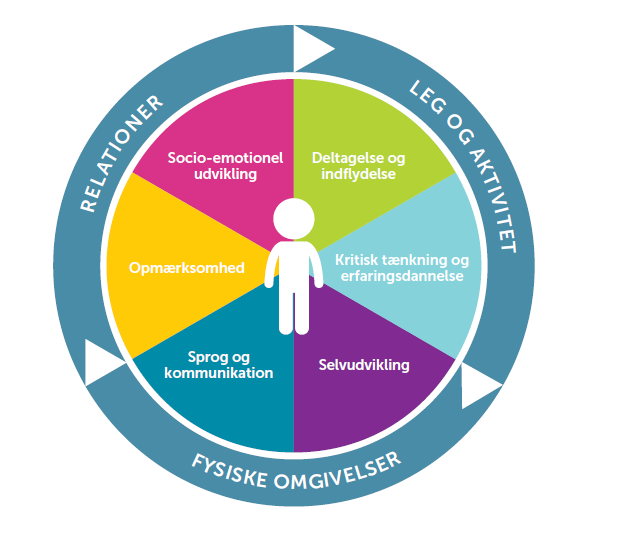 RELATIONER
LEG OG AKTIVITET
Socio-emotionel
udvikling
Deltagelse og
indflydelse
Opmærksomhed
Kritisk tænkning og
erfaringsdannelse
Sprog og
kommunikation
Selvudvikling
FYSISKE OMGIVELSER